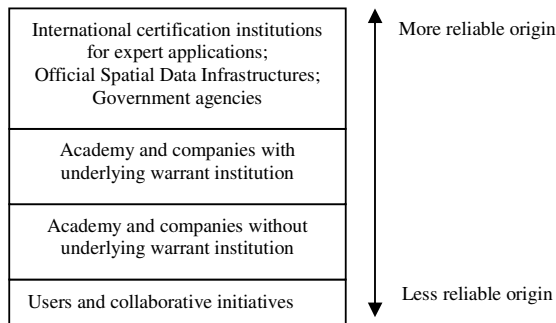 International certification institutions
for expert applications;
Official Spatial Data Infrastructures;
Government agencies
More reliable origin
Academy and companies with
underlying warrant institution
Academy and companies without
underlying warrant institution
Users and collaborative initiatives
Less reliable origin